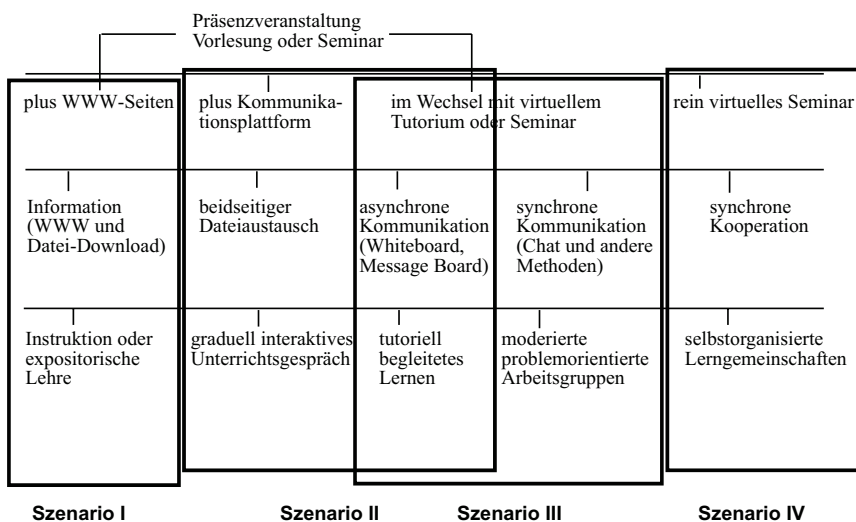 Präsenzveranstaltung
Vorlesung oder Seminar
plus WWW-Seiten
plus Kommunika-
tionsplattform
im Wechsel mit virtuellem
Tutorium oder Seminar
rein virtuelles Seminar
Information
(WWW und
Datei-Download)
beidseitiger
Dateiaustausch
asynchrone
Kommunikation
(Whiteboard,
Message Board)
synchrone
Kommunikation
(Chat und andere
Methoden)
synchrone
Kooperation
Instruktion oder
expositorische
Lehre
graduell interaktives
Unterrichtsgespräch
tutoriell
begleitetes
Lernen
moderierte
problemorientierte
Arbeitsgruppen
selbstorganisierte
Lerngemeinschaften
Szenario I
Szenario II
Szenario III
Szenario IV